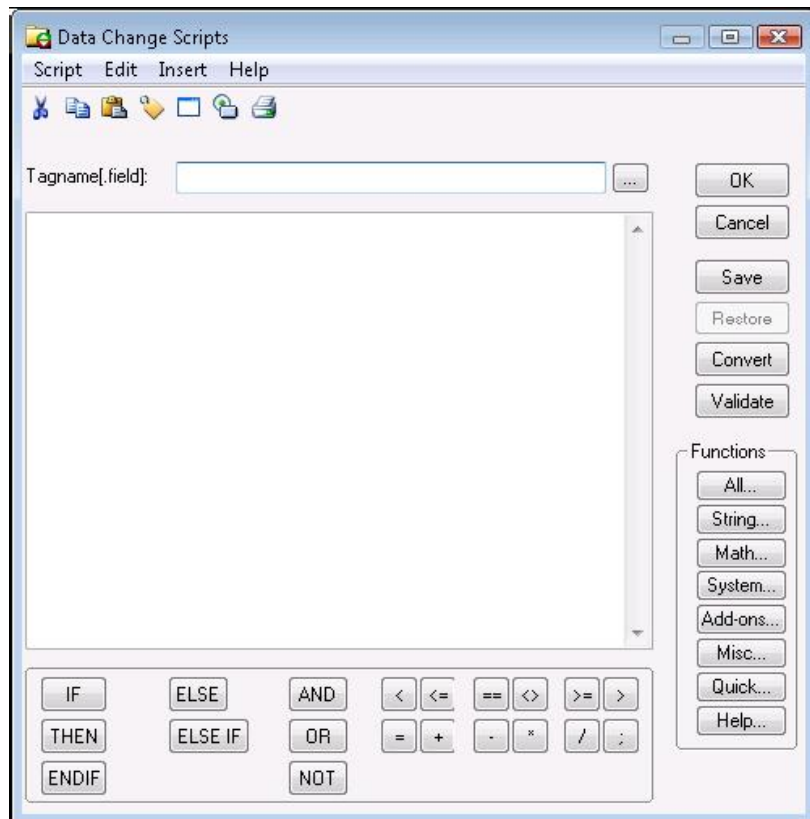 Data Change Scripts
Script Edit Insert Help
Tagname[.field]:
...
OK
Cancel
Save
Restore
Convert
Validate
Functions
All...
String...
Math...
System...
Add-ons...
Misc...
Quick...
Help...
IF ELSE AND < <= == <> >= >
THEN ELSE IF OR = + - * / ;
ENDIF NOT